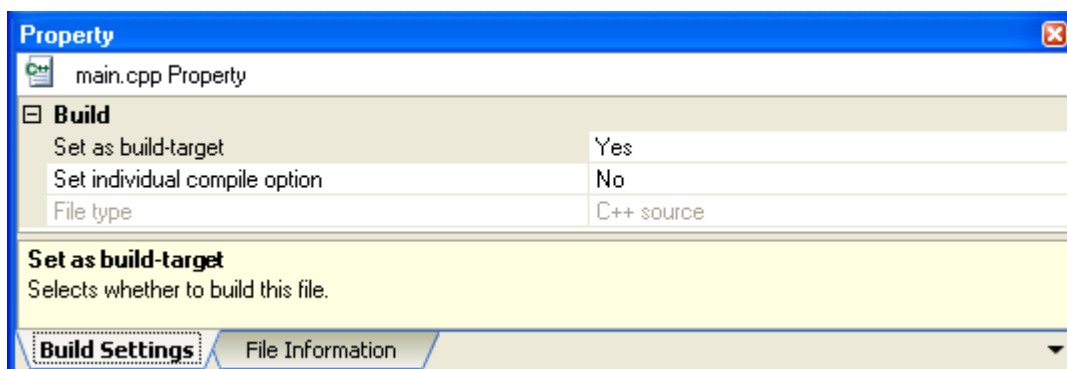 Property
C++ main.cpp Property
Build
Set as build-target Yes
Set individual compile option No
File type C++ source
Set as build-target
Selects whether to build this file.
Build Settings File Information